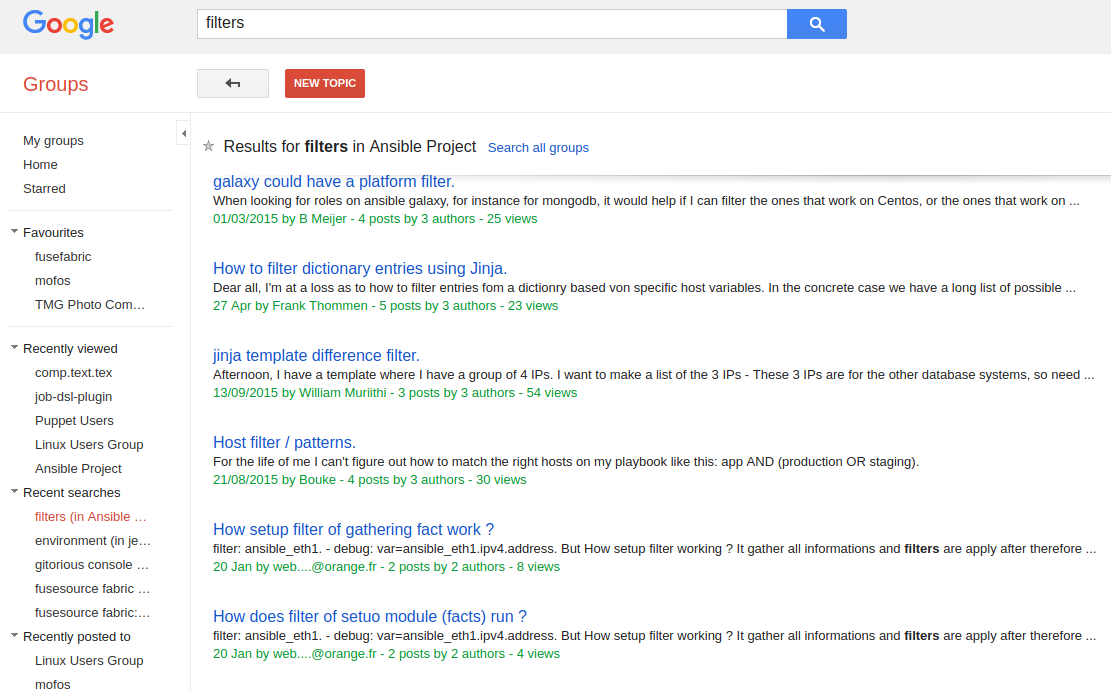 Google
filters
Groups
NEW TOPIC
My groups
Home
Starred
Favourites
fusefabric
mofos
TMG Photo Com…
Recently viewed
comp.text.tex
job-dsl-plugin
Puppet Users
Linux Users Group
Ansible Project
Recent searches
filters (in Ansible …
environment (in je…
gitorious console …
fusesource fabric …
fusesource fabric:…
Recently posted to
Linux Users Group
mofos
Results for filters in Ansible Project Search all groups
galaxy could have a platform filter.
When looking for roles on ansible galaxy, for instance for mongodb, it would help if I can filter the ones that work on Centos, or the ones that work on ...
01/03/2015 by B Meijer - 4 posts by 3 authors - 25 views
How to filter dictionary entries using Jinja.
Dear all, I'm at a loss as to how to filter entries fom a dictionry based von specific host variables. In the concrete case we have a long list of possible ...
27 Apr by Frank Thommen - 5 posts by 3 authors - 23 views
jinja template difference filter.
Afternoon, I have a template where I have a group of 4 IPs. I want to make a list of the 3 IPs - These 3 IPs are for the other database systems, so need ...
13/09/2015 by William Muriithi - 3 posts by 3 authors - 54 views
Host filter / patterns.
For the life of me I can't figure out how to match the right hosts on my playbook like this: app AND (production OR staging).
21/08/2015 by Bouke - 4 posts by 3 authors - 30 views
How setup filter of gathering fact work ?
filter: ansible_eth1. - debug: var=ansible_eth1.ipv4.address. But How setup filter working ? It gather all informations and filters are apply after therefore ...
20 Jan by web....@orange.fr - 2 posts by 2 authors - 8 views
How does filter of setuo module (facts) run ?
filter: ansible_eth1. - debug: var=ansible_eth1.ipv4.address. But How setup filter working ? It gather all informations and filters are apply after therefore ...
20 Jan by web....@orange.fr - 2 posts by 2 authors - 4 views